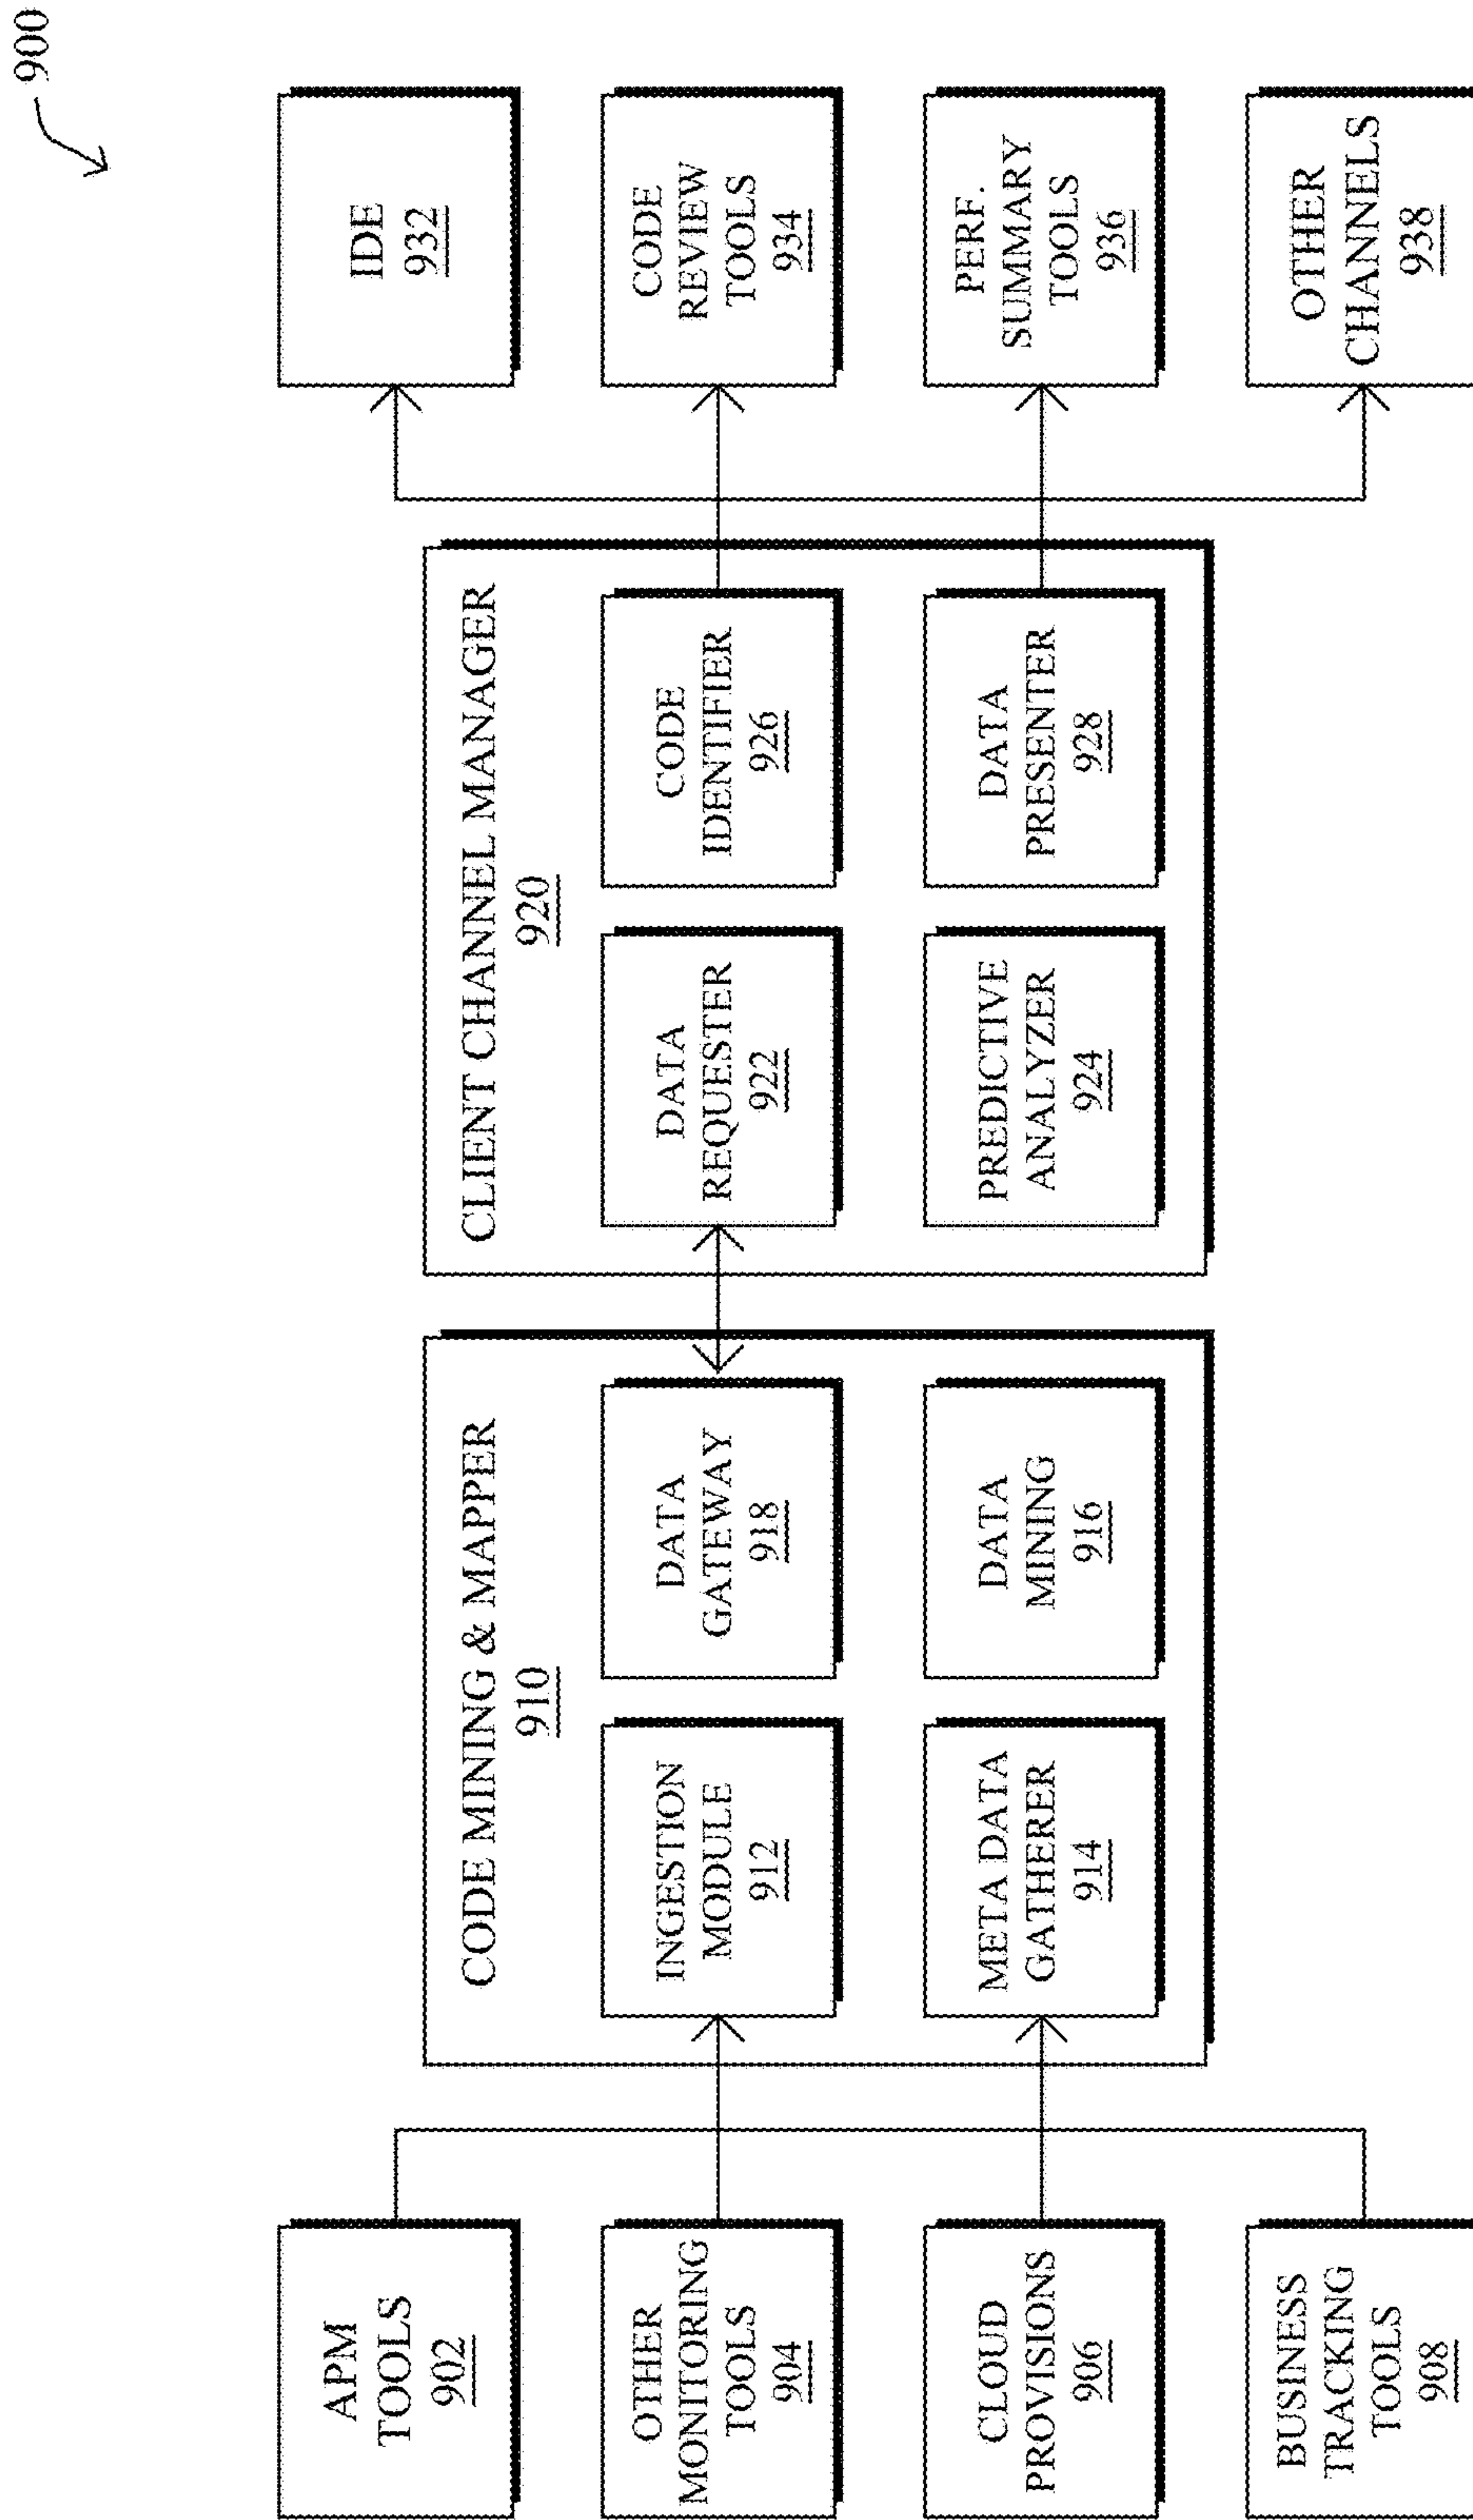 900
APM
TOOLS
902
OTHER
MONITORING
TOOLS
904
CLOUD
PROVISIONS
906
BUSINESS
TRACKING
TOOLS
908
CODE MINING & MAPPER
910
INGESTION
MODULE
912
DATA
GATEWAY
918
META DATA
GATHERER
914
DATA
MINING
916
CLIENT CHANNEL MANAGER
920
DATA
REQUESTER
922
CODE
IDENTIFIER
926
PREDICTIVE
ANALYZER
924
DATA
PRESENTER
928
IDE
932
CODE
REVIEW
TOOLS
934
PERF.
SUMMARY
TOOLS
936
OTHER
CHANNELS
938